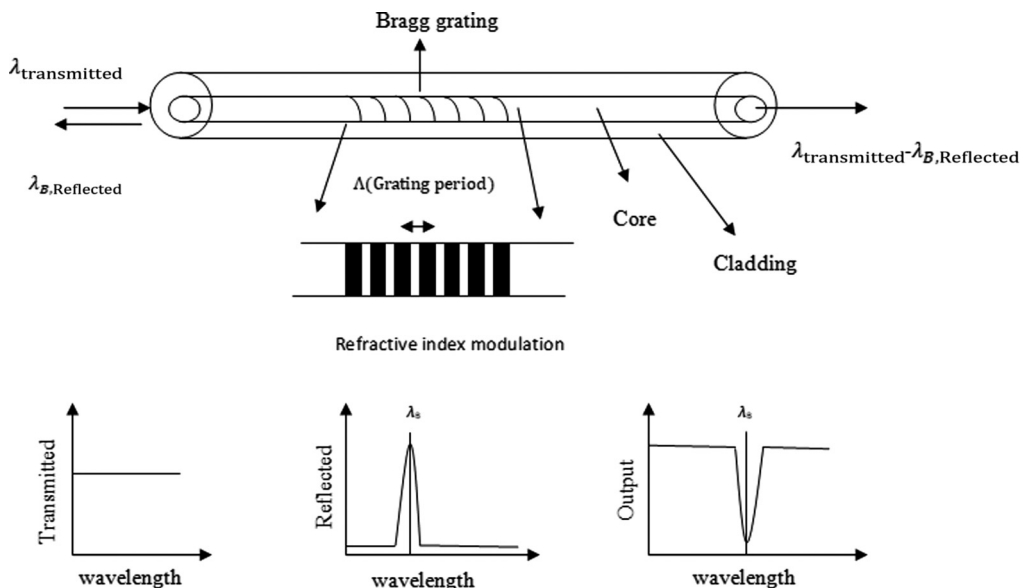 Bragg grating
λtransmitted
λB,Reflected
λtransmitted-λB,Reflected
Λ(Grating period)
Core
Cladding
Refractive index modulation
Transmitted
wavelength
λB
Reflected
wavelength
λB
Output
wavelength